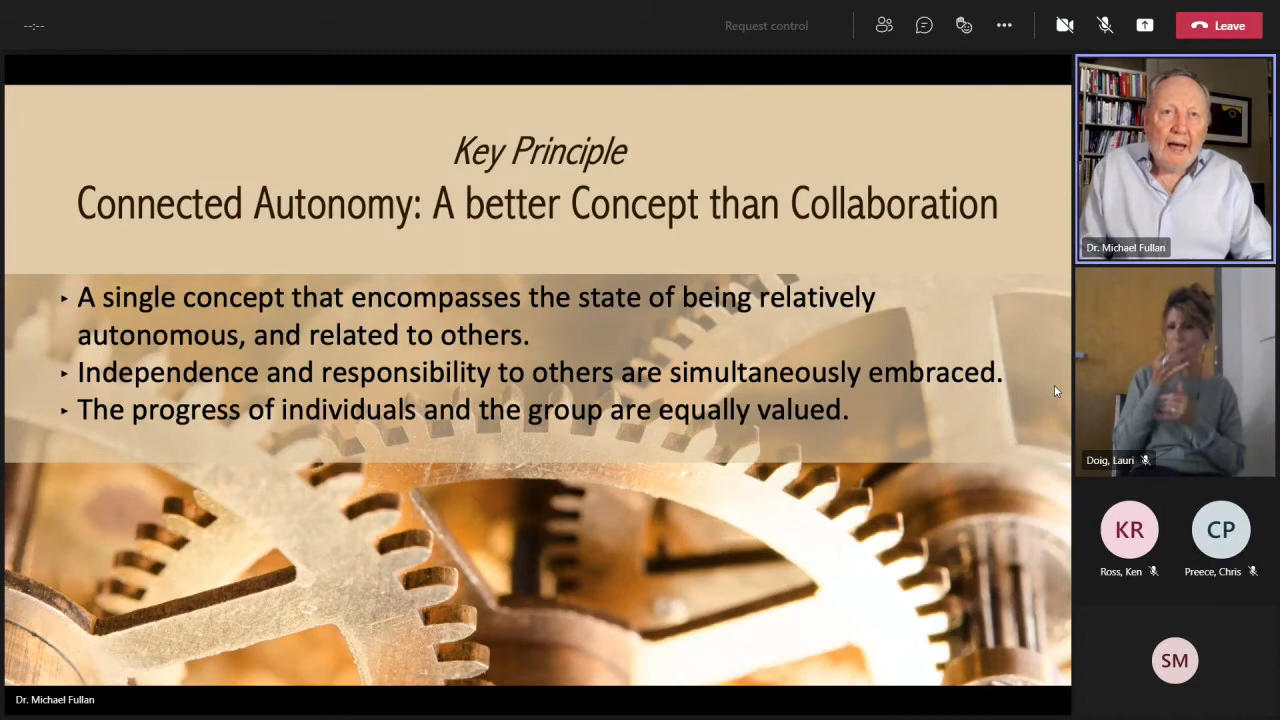 --:--
Request control
Leave
Key Principle
Connected Autonomy: A better Concept than Collaboration
‣ A single concept that encompasses the state of being relatively
autonomous, and related to others.
‣ Independence and responsibility to others are simultaneously embraced.
‣ The progress of individuals and the group are equally valued.
Dr. Michael Fullan
Doig, Lauri
KR
CP
Ross, Ken
Preece, Chris
SM
Dr. Michael Fullan